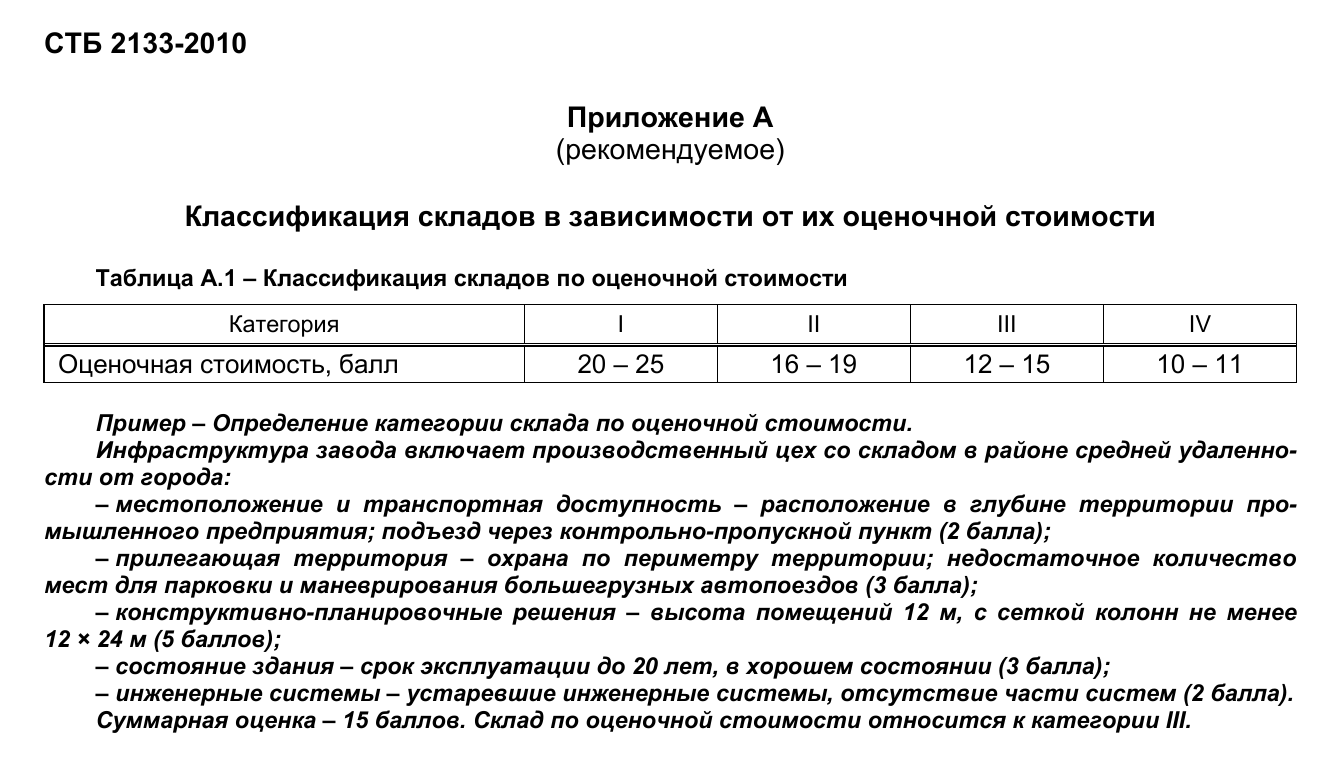 СТБ 2133-2010
Приложение А
(рекомендуемое)
Классификация складов в зависимости от их оценочной стоимости
Таблица А.1 – Классификация складов по оценочной стоимости
Категория I II III IV
Оценочная стоимость, балл 20 – 25 16 – 19 12 – 15 10 – 11
Пример – Определение категории склада по оценочной стоимости.
Инфраструктура завода включает производственный цех со складом в районе средней удаленно-
сти от города:
– местоположение и транспортная доступность – расположение в глубине территории про-
мышленного предприятия; подъезд через контрольно-пропускной пункт (2 балла);
– прилегающая территория – охрана по периметру территории; недостаточное количество
мест для парковки и маневрирования большегрузных автопоездов (3 балла);
– конструктивно-планировочные решения – высота помещений 12 м, с сеткой колонн не менее
12 × 24 м (5 баллов);
– состояние здания – срок эксплуатации до 20 лет, в хорошем состоянии (3 балла);
– инженерные системы – устаревшие инженерные системы, отсутствие части систем (2 балла).
Суммарная оценка – 15 баллов. Склад по оценочной стоимости относится к категории III.